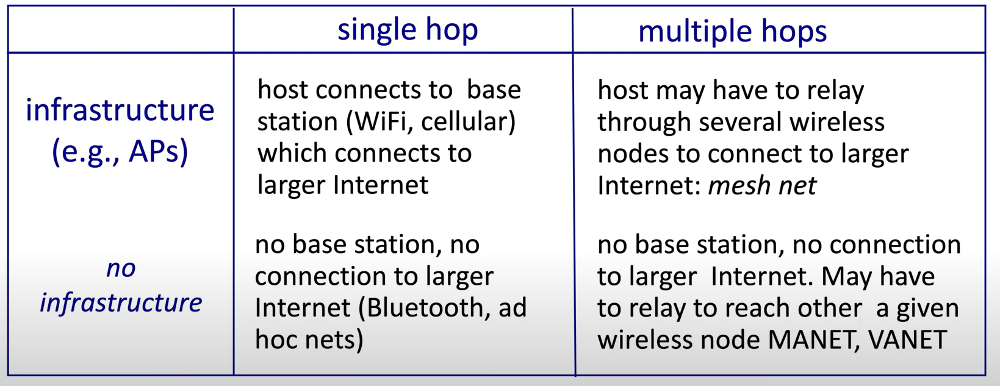 single hop
multiple hops
infrastructure
(e.g., APs)
host connects to base
station (WiFi, cellular)
which connects to
larger Internet
host may have to relay
through several wireless
nodes to connect to larger
Internet: mesh net
no
infrastructure
no base station, no
connection to larger
Internet (Bluetooth, ad
hoc nets)
no base station, no connection
to larger Internet. May have
to relay to reach other a given
wireless node MANET, VANET